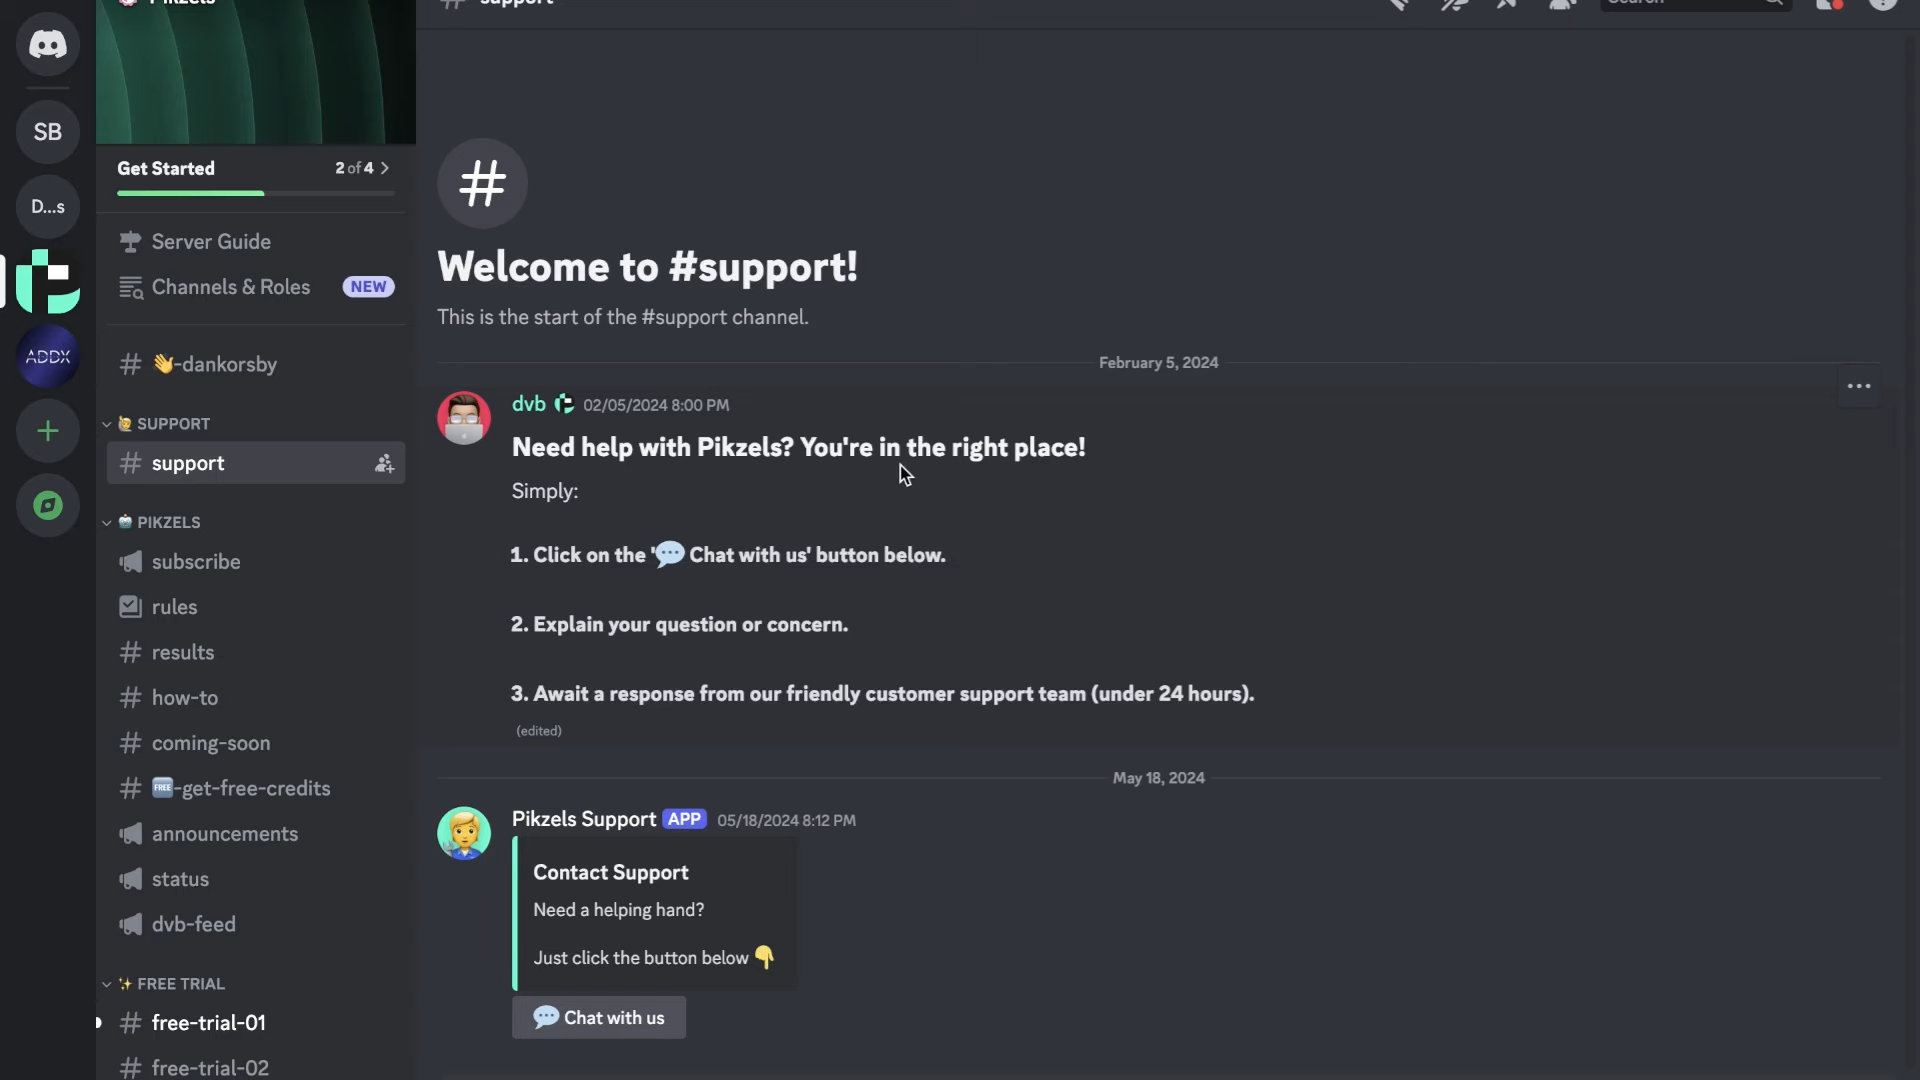 Pikzels
support
Search
SB
D...s
ADDX
Get Started
2 of 4
Server Guide
Channels & Roles
NEW
👋-dankorsby
SUPPORT
support
PIKZELS
subscribe
rules
results
how-to
coming-soon
FREE-get-free-credits
announcements
status
dvb-feed
✨ FREE TRIAL
free-trial-01
free-trial-02
#
Welcome to #support!
This is the start of the #support channel.
February 5, 2024
dvb 02/05/2024 8:00 PM
Need help with Pikzels? You're in the right place!
Simply:
1. Click on the '💬 Chat with us' button below.
2. Explain your question or concern.
3. Await a response from our friendly customer support team (under 24 hours).
(edited)
May 18, 2024
Pikzels Support APP 05/18/2024 8:12 PM
Contact Support
Need a helping hand?
Just click the button below 👇
💬 Chat with us